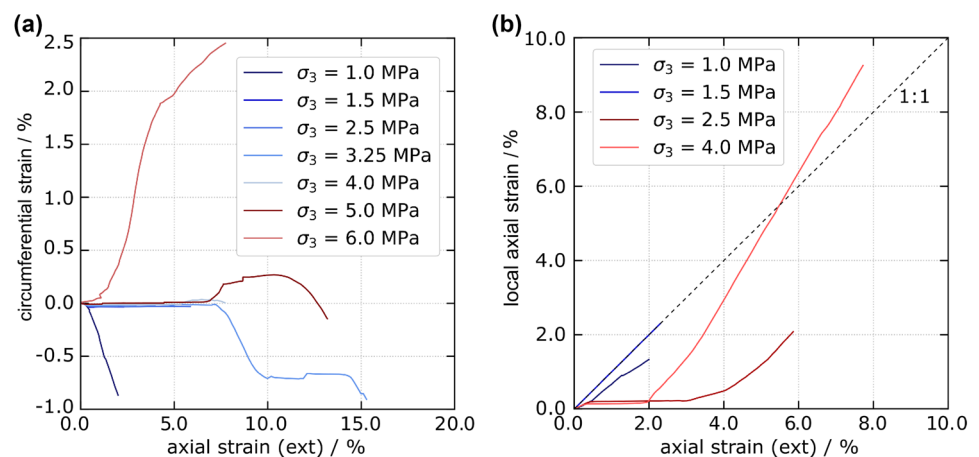 (a)
circumferential strain / %
2.5
2.0
1.5
1.0
0.5
0.0
-0.5
-1.0
σ3 = 1.0 MPa
σ3 = 1.5 MPa
σ3 = 2.5 MPa
σ3 = 3.25 MPa
σ3 = 4.0 MPa
σ3 = 5.0 MPa
σ3 = 6.0 MPa
0.0 5.0 10.0 15.0 20.0
axial strain (ext) / %
(b)
local axial strain / %
10.0
8.0
6.0
4.0
2.0
0.0
σ3 = 1.0 MPa
σ3 = 1.5 MPa
σ3 = 2.5 MPa
σ3 = 4.0 MPa
1:1
0.0 2.0 4.0 6.0 8.0 10.0
axial strain (ext) / %